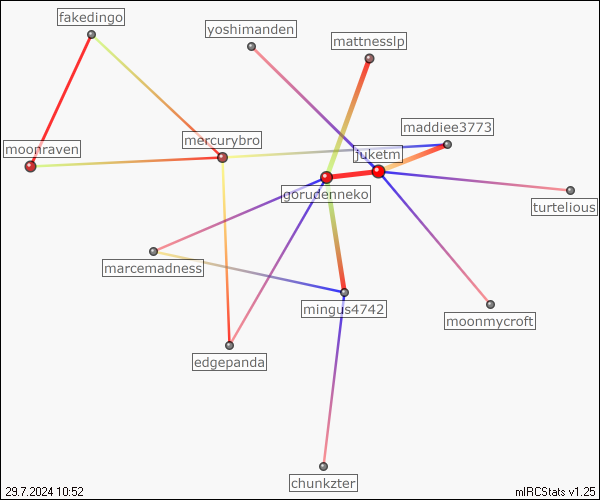 fakedingo
yoshimanden
mattnesslp
maddiee3773
mercurybro
moonraven
juketm
gorudenneko
turtelious
marcemadness
mingus4742
moonmycroft
edgepanda
chunkzter
29.7.2024 10:52
mIRCStats v1.25